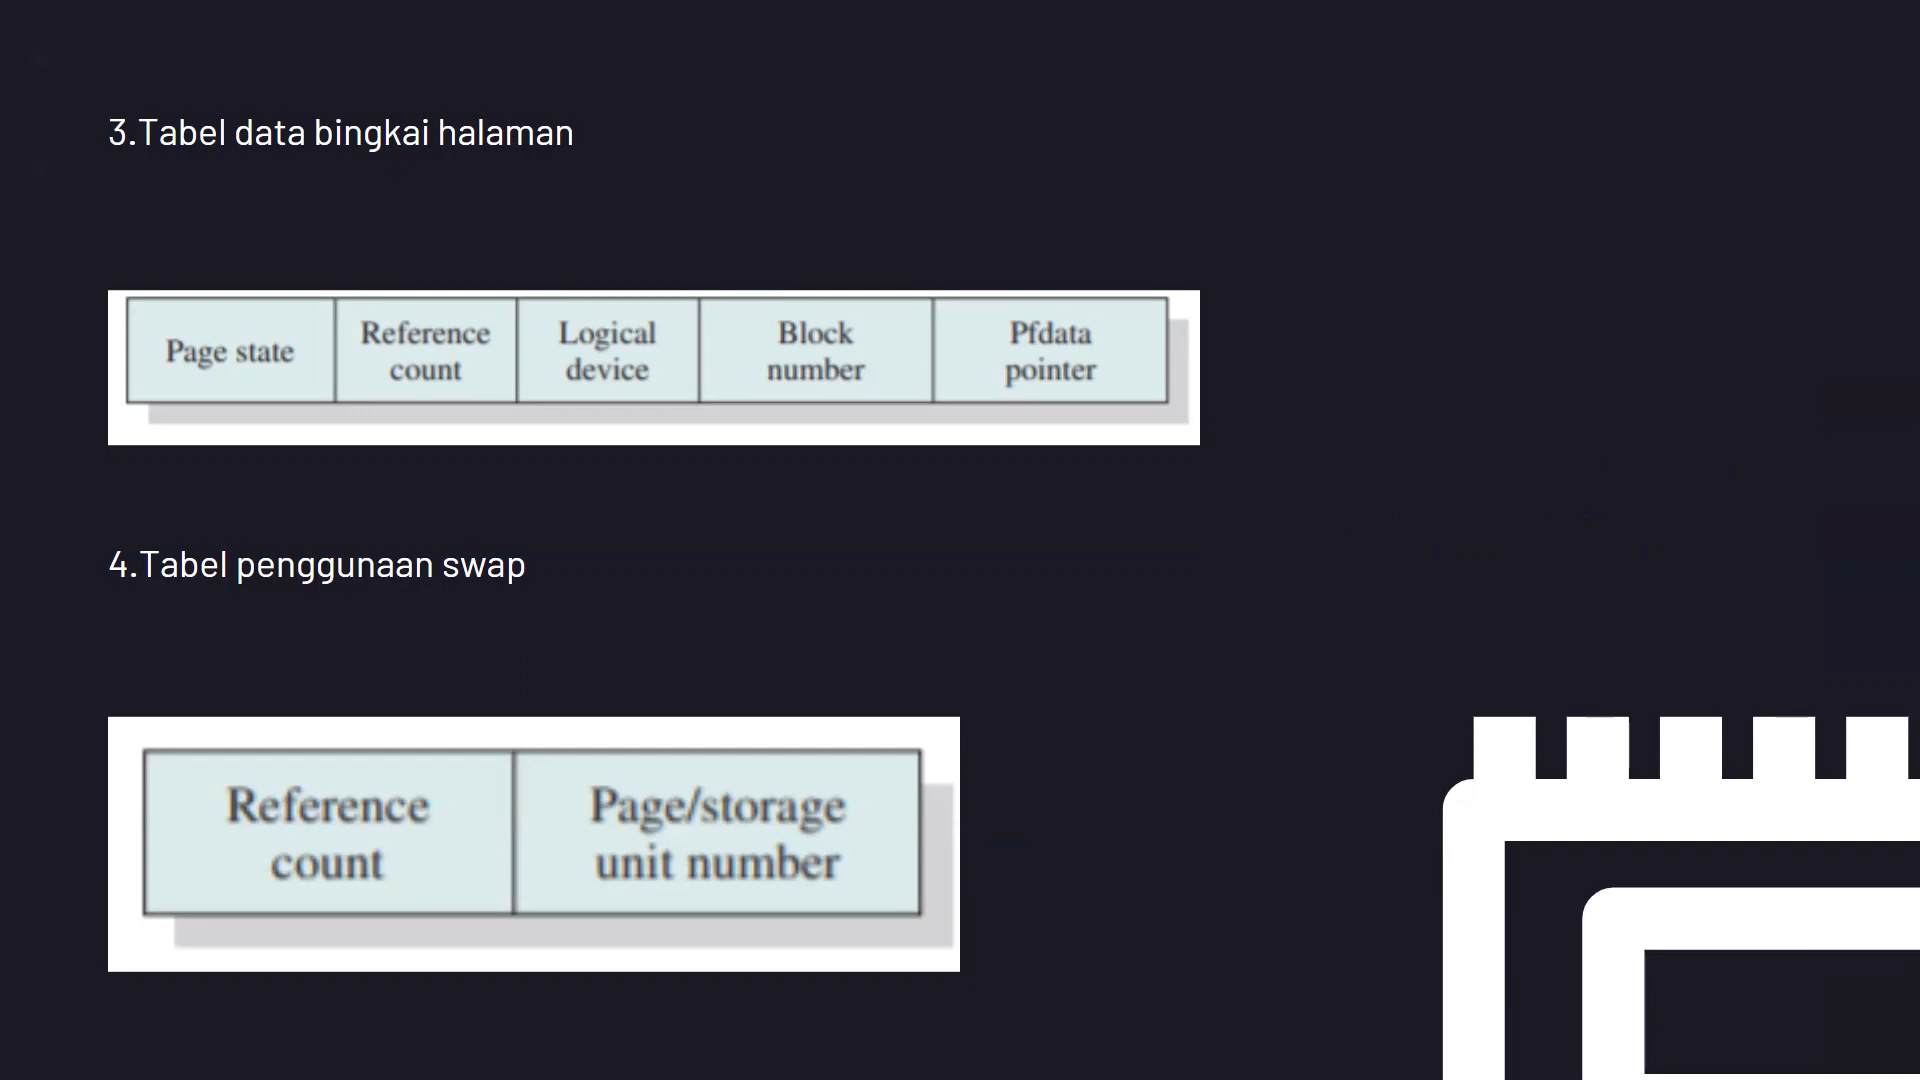 3.Tabel data bingkai halaman
Page state
Reference
count
Logical
device
Block
number
Pfdata
pointer
4.Tabel penggunaan swap
Reference
count
Page/storage
unit number